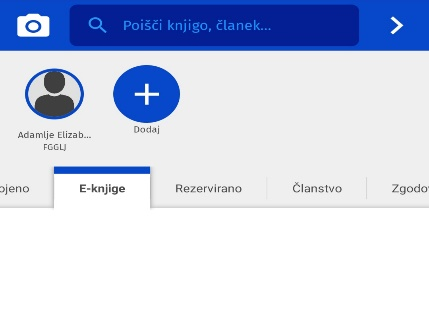 Poišči knjigo, članek...
Adamlje Elizab...
FGGLJ
Dodaj
ojeno
E-knjige
Rezervirano
Članstvo
Zgodo